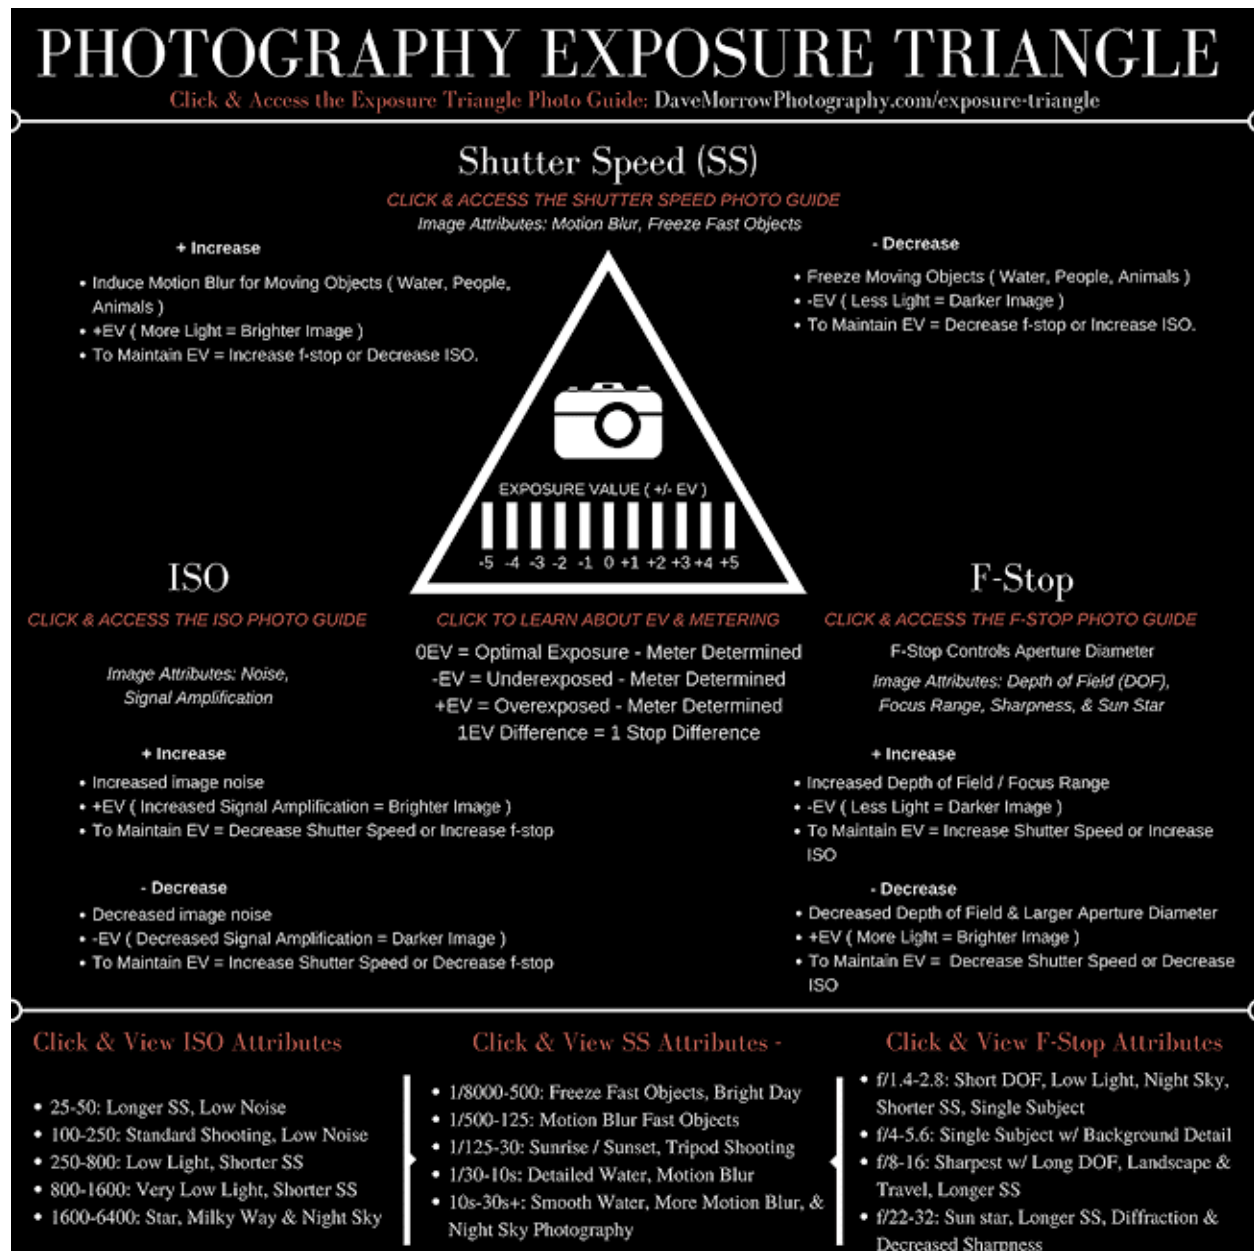 PHOTOGRAPHY EXPOSURE TRIANGLE
Click & Access the Exposure Triangle Photo Guide: DaveMorrowPhotography.com/exposure-triangle
Shutter Speed (SS)
CLICK & ACCESS THE SHUTTER SPEED PHOTO GUIDE
Image Attributes: Motion Blur, Freeze Fast Objects
+ Increase
• Induce Motion Blur for Moving Objects ( Water, People,
Animals )
• +EV ( More Light = Brighter Image )
• To Maintain EV = Increase f-stop or Decrease ISO.
- Decrease
• Freeze Moving Objects ( Water, People, Animals )
• -EV ( Less Light = Darker Image )
• To Maintain EV = Decrease f-stop or Increase ISO.
EXPOSURE VALUE ( +/- EV )
-5 -4 -3 -2 -1 0 +1 +2 +3 +4 +5
ISO
CLICK & ACCESS THE ISO PHOTO GUIDE
Image Attributes: Noise,
Signal Amplification
+ Increase
• Increased image noise
• +EV ( Increased Signal Amplification = Brighter Image )
• To Maintain EV = Decrease Shutter Speed or Increase f-stop
- Decrease
• Decreased image noise
• -EV ( Decreased Signal Amplification = Darker Image )
• To Maintain EV = Increase Shutter Speed or Decrease f-stop
CLICK TO LEARN ABOUT EV & METERING
0EV = Optimal Exposure - Meter Determined
-EV = Underexposed - Meter Determined
+EV = Overexposed - Meter Determined
1EV Difference = 1 Stop Difference
F-Stop
CLICK & ACCESS THE F-STOP PHOTO GUIDE
F-Stop Controls Aperture Diameter
Image Attributes: Depth of Field (DOF),
Focus Range, Sharpness, & Sun Star
+ Increase
• Increased Depth of Field / Focus Range
• -EV ( Less Light = Darker Image )
• To Maintain EV = Increase Shutter Speed or Increase
ISO
- Decrease
• Decreased Depth of Field & Larger Aperture Diameter
• +EV ( More Light = Brighter Image )
• To Maintain EV = Decrease Shutter Speed or Decrease
ISO
Click & View ISO Attributes
• 25-50: Longer SS, Low Noise
• 100-250: Standard Shooting, Low Noise
• 250-800: Low Light, Shorter SS
• 800-1600: Very Low Light, Shorter SS
• 1600-6400: Star, Milky Way & Night Sky
Click & View SS Attributes -
• 1/8000-500: Freeze Fast Objects, Bright Day
• 1/500-125: Motion Blur Fast Objects
• 1/125-30: Sunrise / Sunset, Tripod Shooting
• 1/30-10s: Detailed Water, Motion Blur
• 10s-30s+: Smooth Water, More Motion Blur, &
Night Sky Photography
Click & View F-Stop Attributes
• f/1.4-2.8: Short DOF, Low Light, Night Sky,
Shorter SS, Single Subject
• f/4-5.6: Single Subject w/ Background Detail
• f/8-16: Sharpest w/ Long DOF, Landscape &
Travel, Longer SS
• f/22-32: Sun star, Longer SS, Diffraction &
Decreased Sharpness